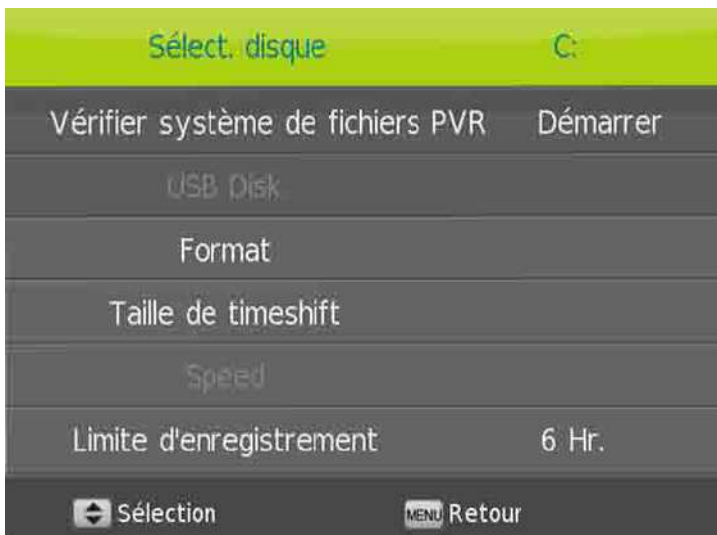 Sélect. disque C:
Vérifier système de fichiers PVR Démarrer
USB Disk
Format
Taille de timeshift
Speed
Limite d'enregistrement 6 Hr.
Sélection MENU Retour